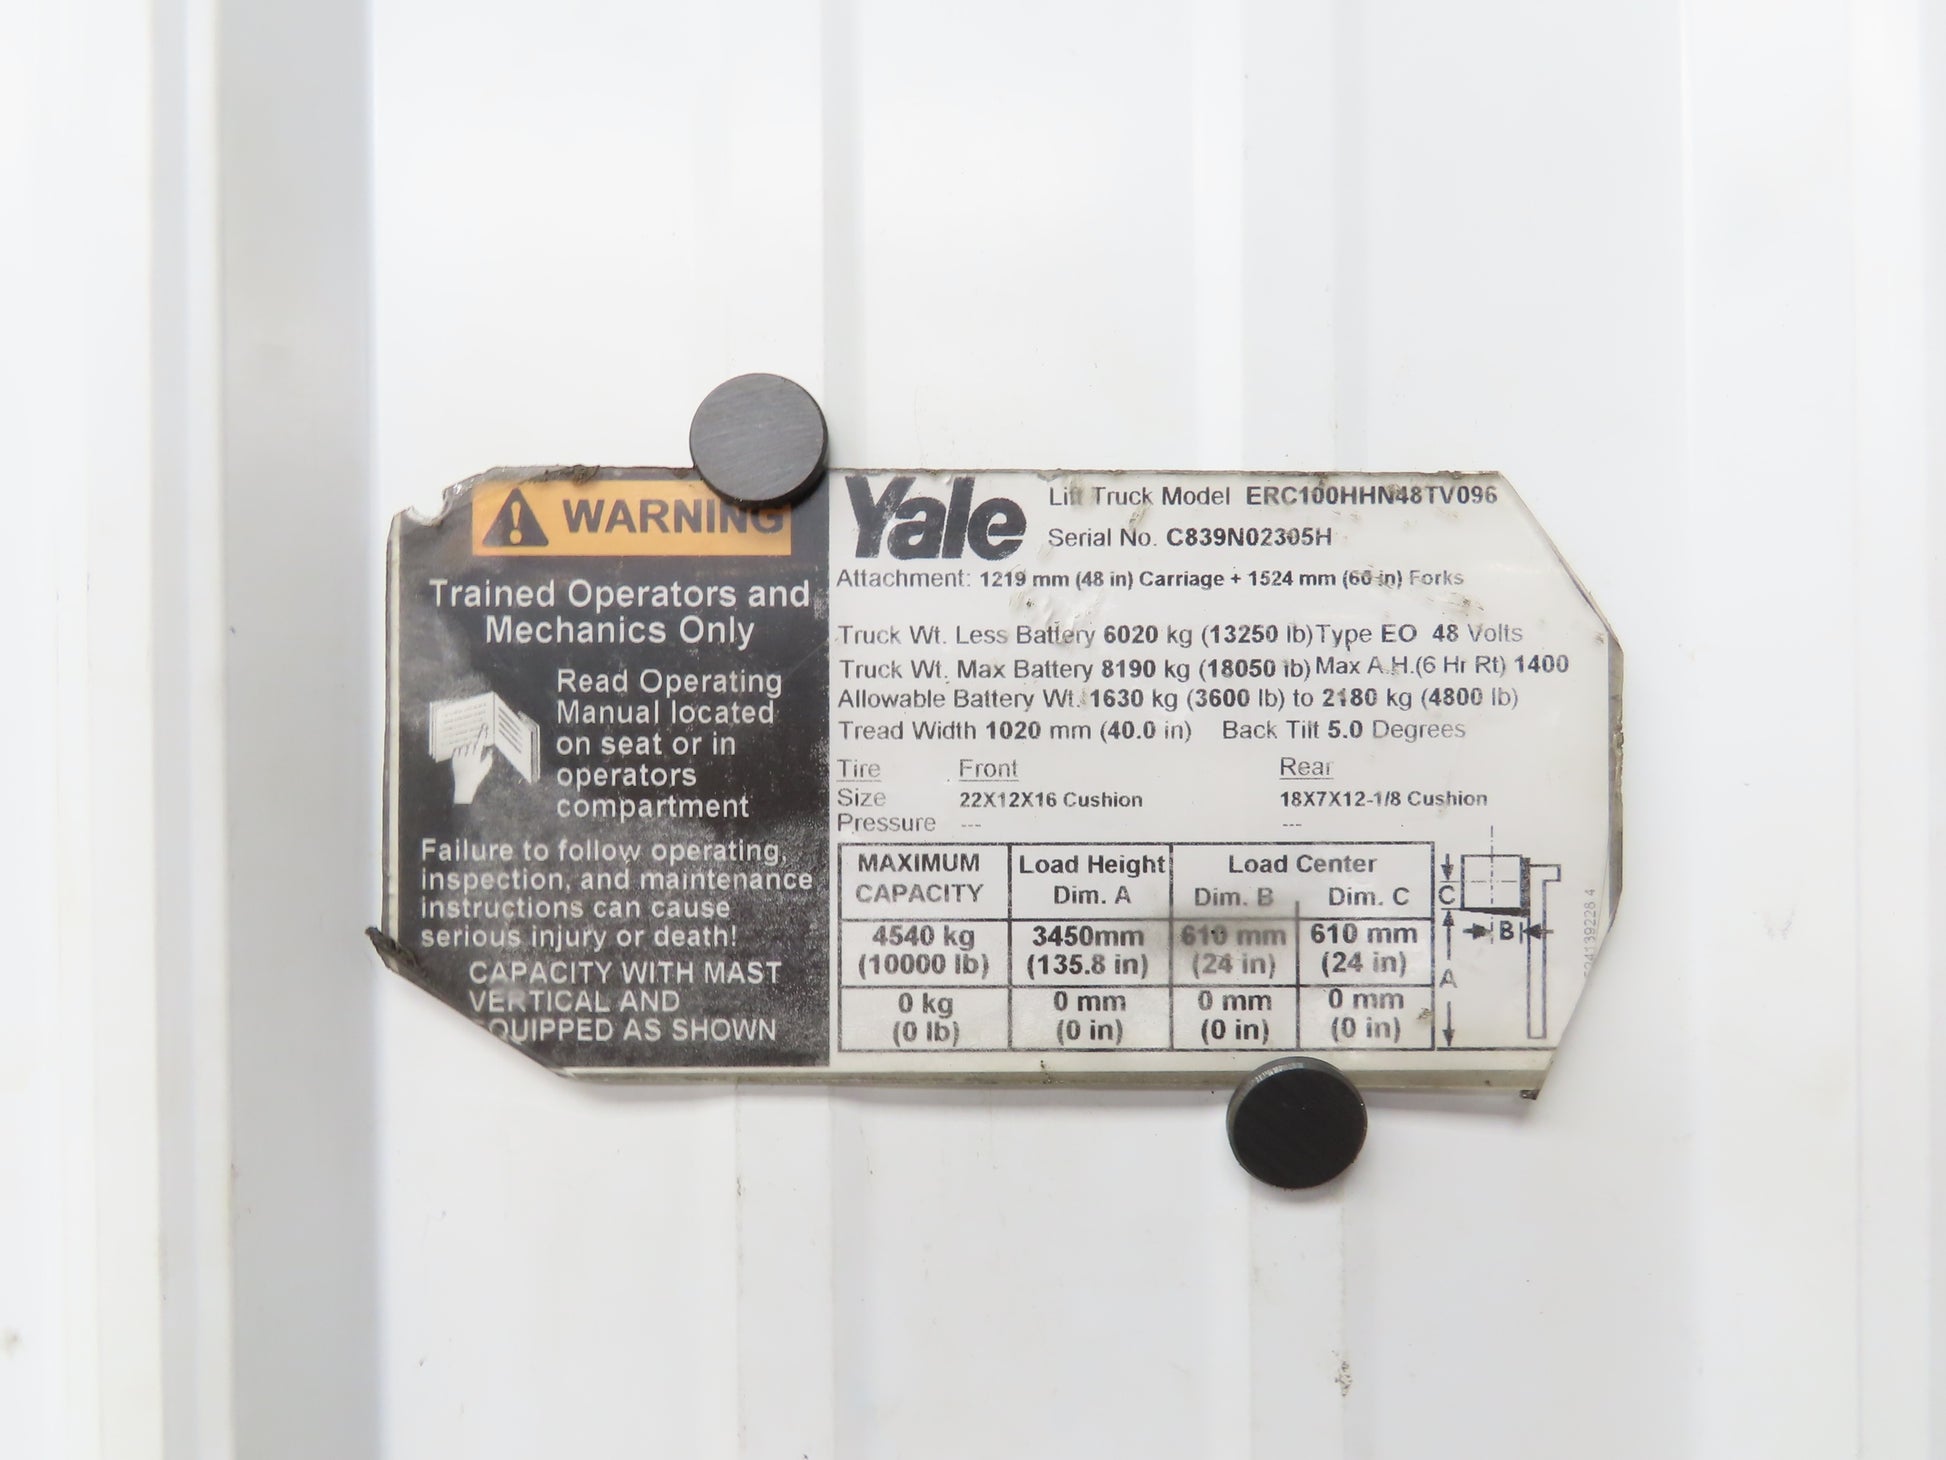 WARNING
Trained Operators and
Mechanics Only
Read Operating
Manual located
on seat or in
operators
compartment
Failure to follow operating,
inspection, and maintenance
instructions can cause
serious injury or death!
CAPACITY WITH MAST
VERTICAL AND
EQUIPPED AS SHOWN
Yale
Lift Truck Model ERC100HHN48TV096
Serial No. C839N02305H
Attachment: 1219 mm (48 in) Carriage + 1524 mm (60 in) Forks
Truck Wt. Less Battery 6020 kg (13250 lb) Type EO 48 Volts
Truck Wt. Max Battery 8190 kg (18050 lb) Max A.H.(6 Hr Rt) 1400
Allowable Battery Wt. 1630 kg (3600 lb) to 2180 kg (4800 lb)
Tread Width 1020 mm (40.0 in) Back Tilt 5.0 Degrees
Tire Front Rear
Size 22X12X16 Cushion 18X7X12-1/8 Cushion
Pressure --- ---
MAXIMUM Load Height Load Center
CAPACITY Dim. A Dim. B Dim. C
4540 kg 3450mm 610 mm 610 mm
(10000 lb) (135.8 in) (24 in) (24 in)
0 kg 0 mm 0 mm 0 mm
(0 lb) (0 in) (0 in) (0 in)
C
B
A